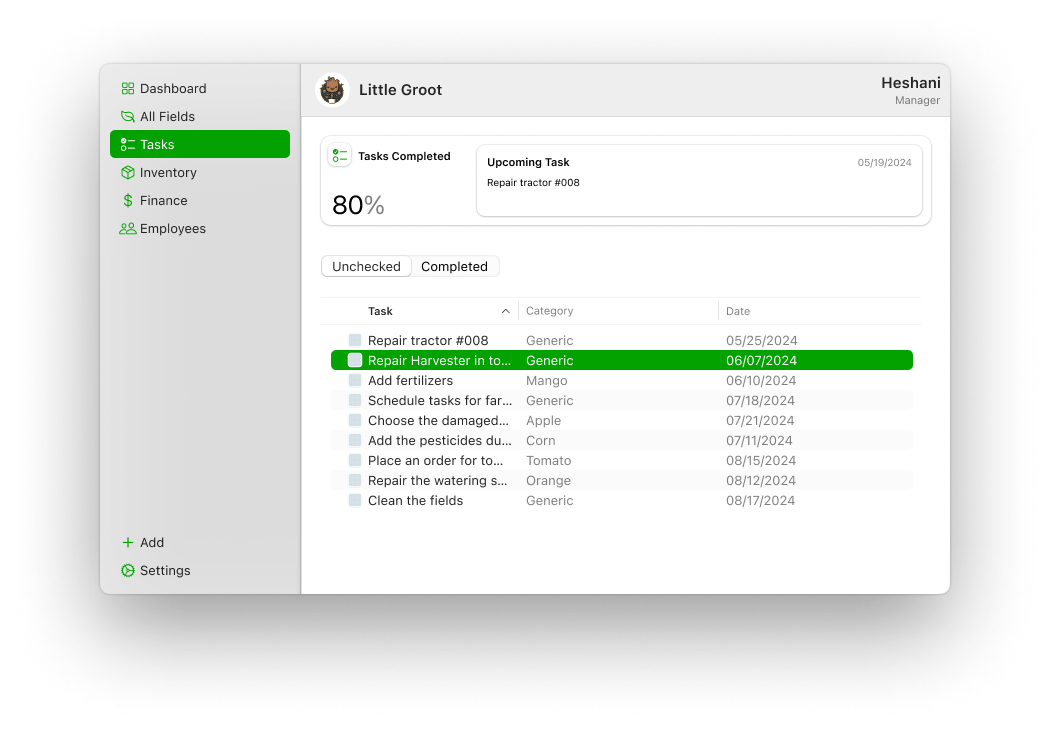 Dashboard
All Fields
Tasks
Inventory
$ Finance
Employees
+ Add
Settings
Little Groot
Heshani
Manager
Tasks Completed
80%
Upcoming Task 05/19/2024
Repair tractor #008
Unchecked Completed
Task Category Date
Repair tractor #008 Generic 05/25/2024
Repair Harvester in to... Generic 06/07/2024
Add fertilizers Mango 06/10/2024
Schedule tasks for far... Generic 07/18/2024
Choose the damaged... Apple 07/21/2024
Add the pesticides du... Corn 07/11/2024
Place an order for to... Tomato 08/15/2024
Repair the watering s... Orange 08/12/2024
Clean the fields Generic 08/17/2024